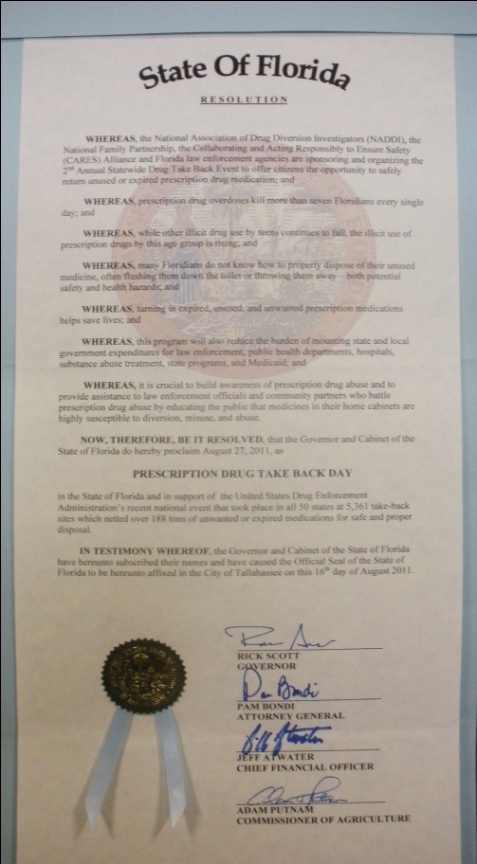 State Of Florida
RESOLUTION
WHEREAS, the National Association of Drug Diversion Investigators (NADDI), the
National Family Partnership, the Collaborating and Acting Responsibly to Ensure Safety
(CARES) Alliance and Florida law enforcement agencies are sponsoring and organizing the
2nd Annual Statewide Drug Take Back Event to offer citizens the opportunity to safely
return unused or expired prescription drug medication; and
WHEREAS, prescription drug overdoses kill more than seven Floridians every single
day; and
WHEREAS, while other illicit drug use by teens continues to fall, the illicit use of
prescription drugs by this age group is rising; and
WHEREAS, many Floridians do not know how to properly dispose of their unused
medicine, often flushing them down the toilet or throwing them away – both potential
safety and health hazards; and
WHEREAS, turning in expired, unused, and unwanted prescription medications
helps save lives; and
WHEREAS, this program will also reduce the burden of mounting state and local
government expenditures for law enforcement, public health departments, hospitals,
substance abuse treatment, state programs, and Medicaid; and
WHEREAS, it is crucial to build awareness of prescription drug abuse and to
provide assistance to law enforcement officials and community partners who battle
prescription drug abuse by educating the public that medicines in their home cabinets are
highly susceptible to diversion, misuse, and abuse.
NOW, THEREFORE, BE IT RESOLVED, that the Governor and Cabinet of the
State of Florida do hereby proclaim August 27, 2011, as
PRESCRIPTION DRUG TAKE BACK DAY
in the State of Florida and in support of the United States Drug Enforcement
Administration's recent national event that took place in all 50 states at 5,361 take-back
sites which netted over 188 tons of unwanted or expired medications for safe and proper
disposal.
IN TESTIMONY WHEREOF, the Governor and Cabinet of the State of Florida
have hereunto subscribed their names and have caused the Official Seal of the State of
Florida to be hereunto affixed in the City of Tallahassee on this 16th day of August 2011.
RICK SCOTT
GOVERNOR
Pam Bondi
PAM BONDI
ATTORNEY GENERAL
Jeff Atwater
JEFF ATWATER
CHIEF FINANCIAL OFFICER
ADAM PUTNAM
COMMISSIONER OF AGRICULTURE